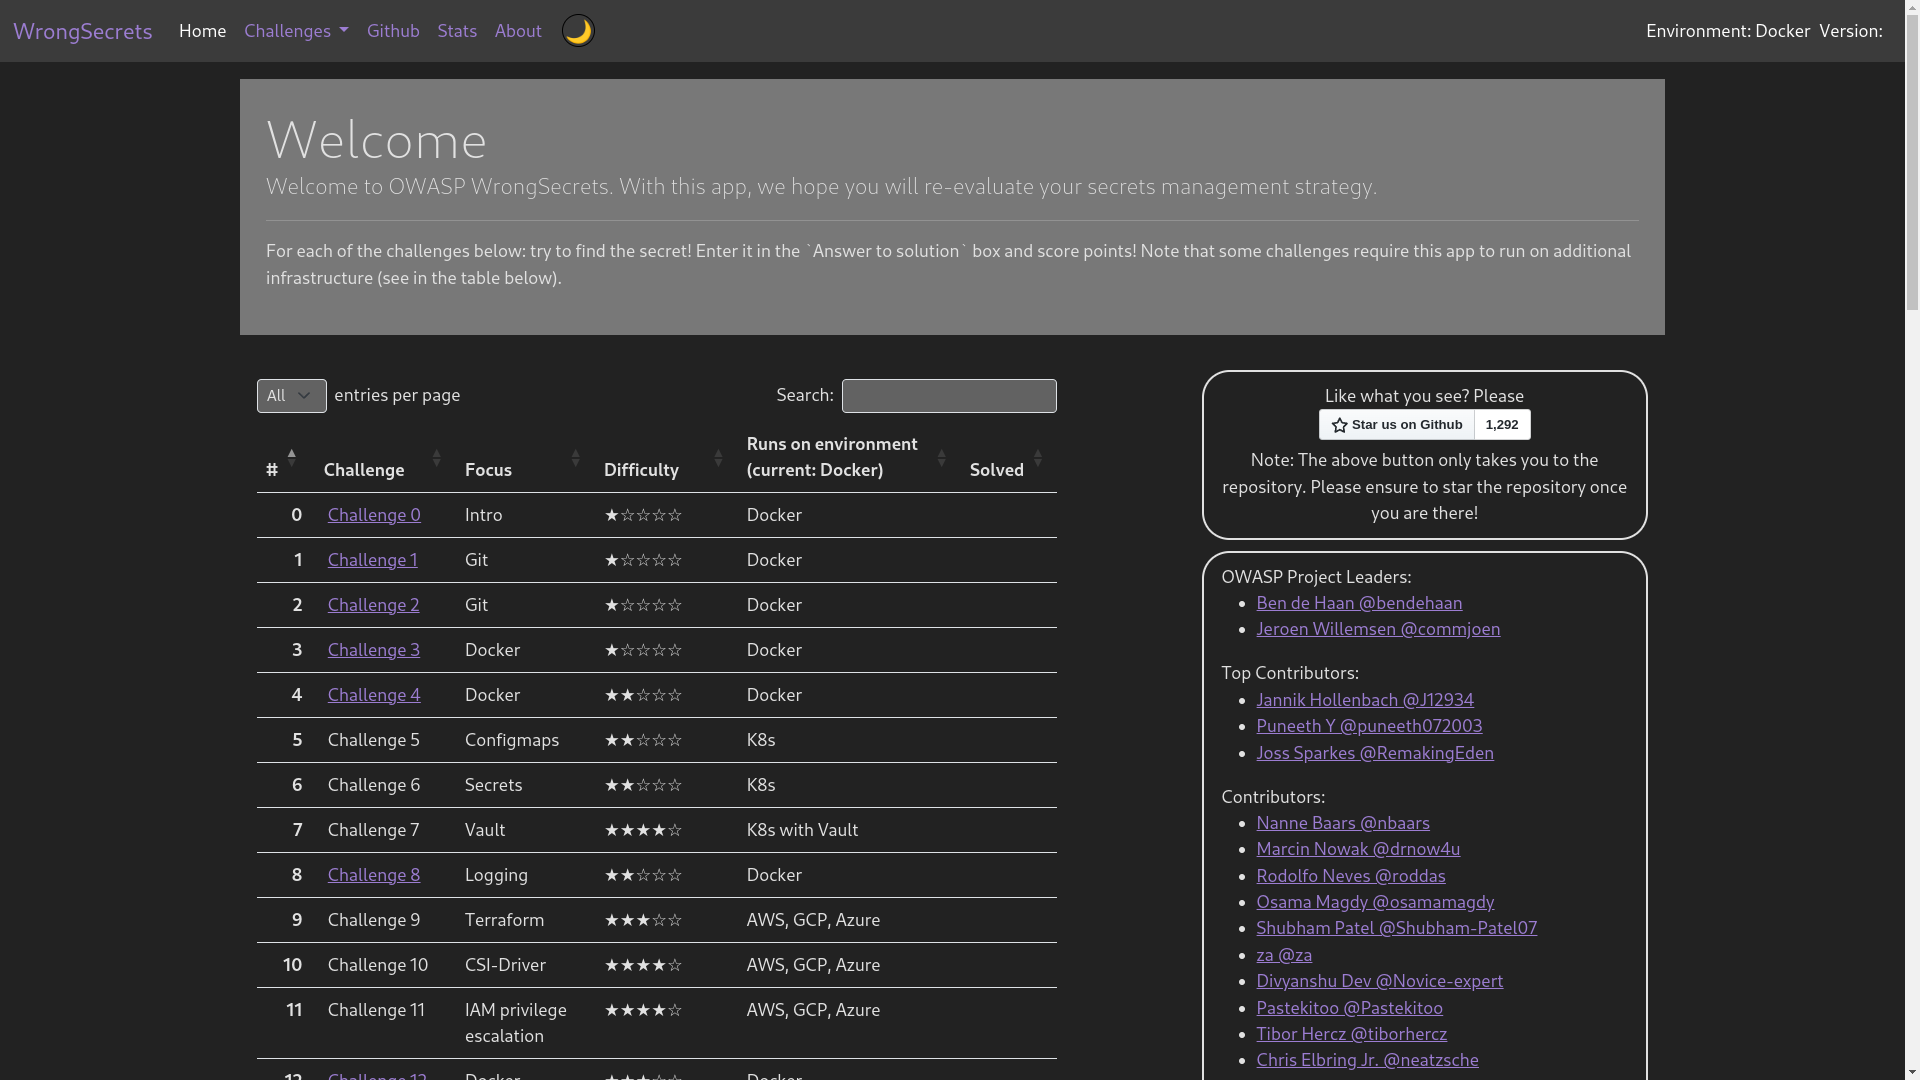 WrongSecrets Home Challenges Github Stats About Environment: Docker Version:
Welcome
Welcome to OWASP WrongSecrets. With this app, we hope you will re-evaluate your secrets management strategy.
For each of the challenges below: try to find the secret! Enter it in the `Answer to solution` box and score points! Note that some challenges require this app to run on additional
infrastructure (see in the table below).
All entries per page Search:
# Challenge Focus Difficulty Runs on environment (current: Docker) Solved
0 Challenge 0 Intro ★☆☆☆☆ Docker
1 Challenge 1 Git ★☆☆☆☆ Docker
2 Challenge 2 Git ★☆☆☆☆ Docker
3 Challenge 3 Docker ★☆☆☆☆ Docker
4 Challenge 4 Docker ★★☆☆☆ Docker
5 Challenge 5 Configmaps ★★☆☆☆ K8s
6 Challenge 6 Secrets ★★☆☆☆ K8s
7 Challenge 7 Vault ★★★★☆ K8s with Vault
8 Challenge 8 Logging ★★☆☆☆ Docker
9 Challenge 9 Terraform ★★★☆☆ AWS, GCP, Azure
10 Challenge 10 CSI-Driver ★★★★☆ AWS, GCP, Azure
11 Challenge 11 IAM privilege escalation ★★★★☆ AWS, GCP, Azure
12 Challenge 12 Docker ★★★☆☆ Docker
Like what you see? Please
Star us on Github 1,292
Note: The above button only takes you to the
repository. Please ensure to star the repository once
you are there!
OWASP Project Leaders:
Ben de Haan @bendehaan
Jeroen Willemsen @commjoen
Top Contributors:
Jannik Hollenbach @J12934
Puneeth Y @puneeth072003
Joss Sparkes @RemakingEden
Contributors:
Nanne Baars @nbaars
Marcin Nowak @drnow4u
Rodolfo Neves @roddas
Osama Magdy @osamamagdy
Shubham Patel @Shubham-Patel07
za @za
Divyanshu Dev @Novice-expert
Pastekitoo @Pastekitoo
Tibor Hercz @tiborhercz
Chris Elbring Jr. @neatzsche